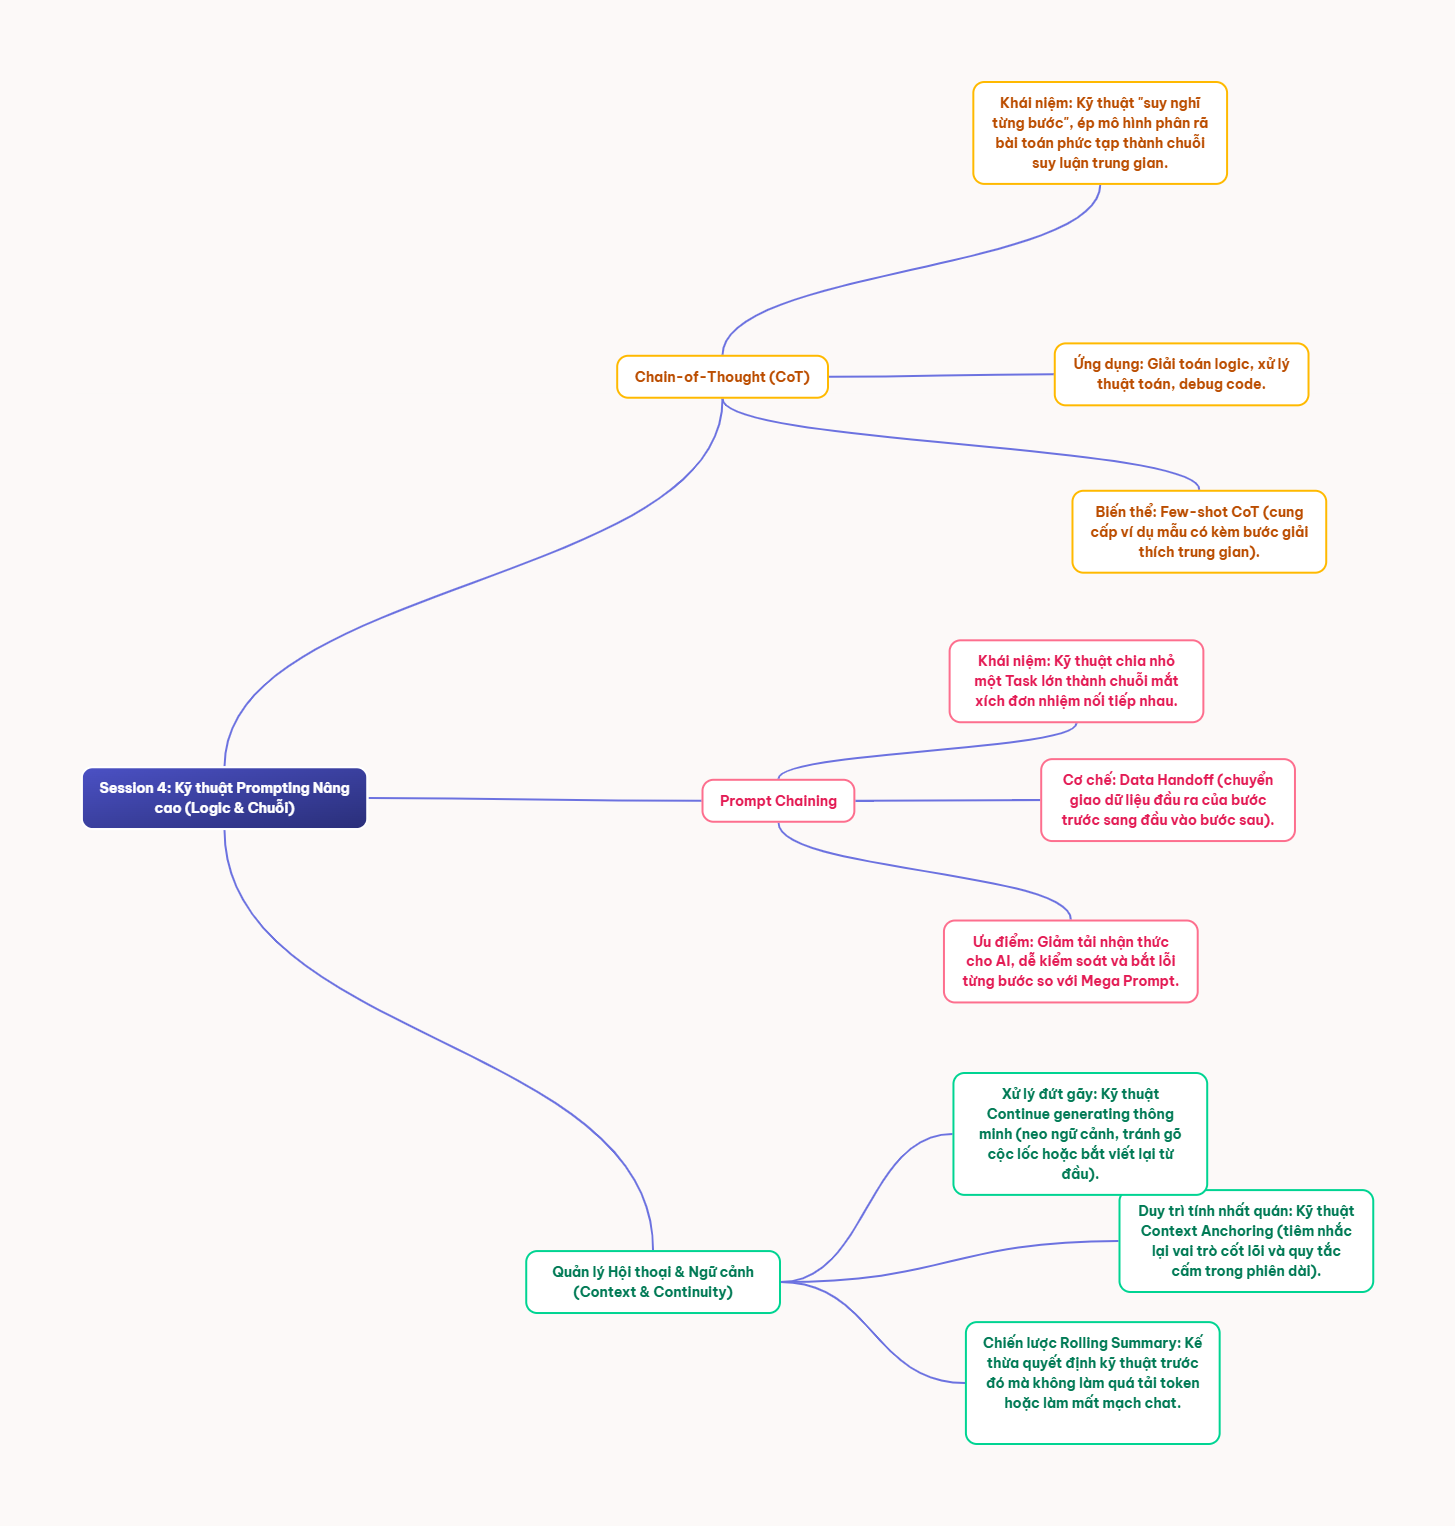 Khái niệm: Kỹ thuật "suy nghĩ
từng bước", ép mô hình phân rã
bài toán phức tạp thành chuỗi
suy luận trung gian.
Chain-of-Thought (CoT)
Ứng dụng: Giải toán logic, xử lý
thuật toán, debug code.
Biến thể: Few-shot CoT (cung
cấp ví dụ mẫu có kèm bước giải
thích trung gian).
Khái niệm: Kỹ thuật chia nhỏ
một Task lớn thành chuỗi mắt
xích đơn nhiệm nối tiếp nhau.
Session 4: Kỹ thuật Prompting Nâng
cao (Logic & Chuỗi)
Prompt Chaining
Cơ chế: Data Handoff (chuyển
giao dữ liệu đầu ra của bước
trước sang đầu vào bước sau).
Ưu điểm: Giảm tải nhận thức
cho AI, dễ kiểm soát và bắt lỗi
từng bước so với Mega Prompt.
Xử lý đứt gãy: Kỹ thuật
Continue generating thông
minh (neo ngữ cảnh, tránh gõ
cộc lốc hoặc bắt viết lại từ
đầu).
Duy trì tính nhất quán: Kỹ thuật
Context Anchoring (tiêm nhắc
lại vai trò cốt lõi và quy tắc
cấm trong phiên dài).
Quản lý Hội thoại & Ngữ cảnh
(Context & Continuity)
Chiến lược Rolling Summary: Kế
thừa quyết định kỹ thuật trước
đó mà không làm quá tải token
hoặc làm mất mạch chat.